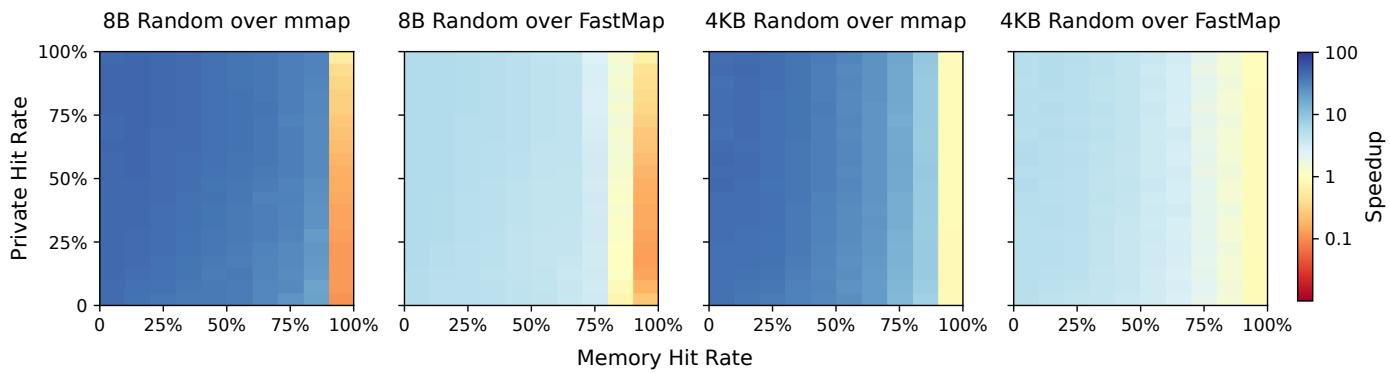 8B Random over mmap
8B Random over FastMap
4KB Random over mmap
4KB Random over FastMap
Private Hit Rate
100%
75%
50%
25%
0
0 25% 50% 75% 100%
0 25% 50% 75% 100%
0 25% 50% 75% 100%
0 25% 50% 75% 100%
Memory Hit Rate
100
10
1
0.1
Speedup